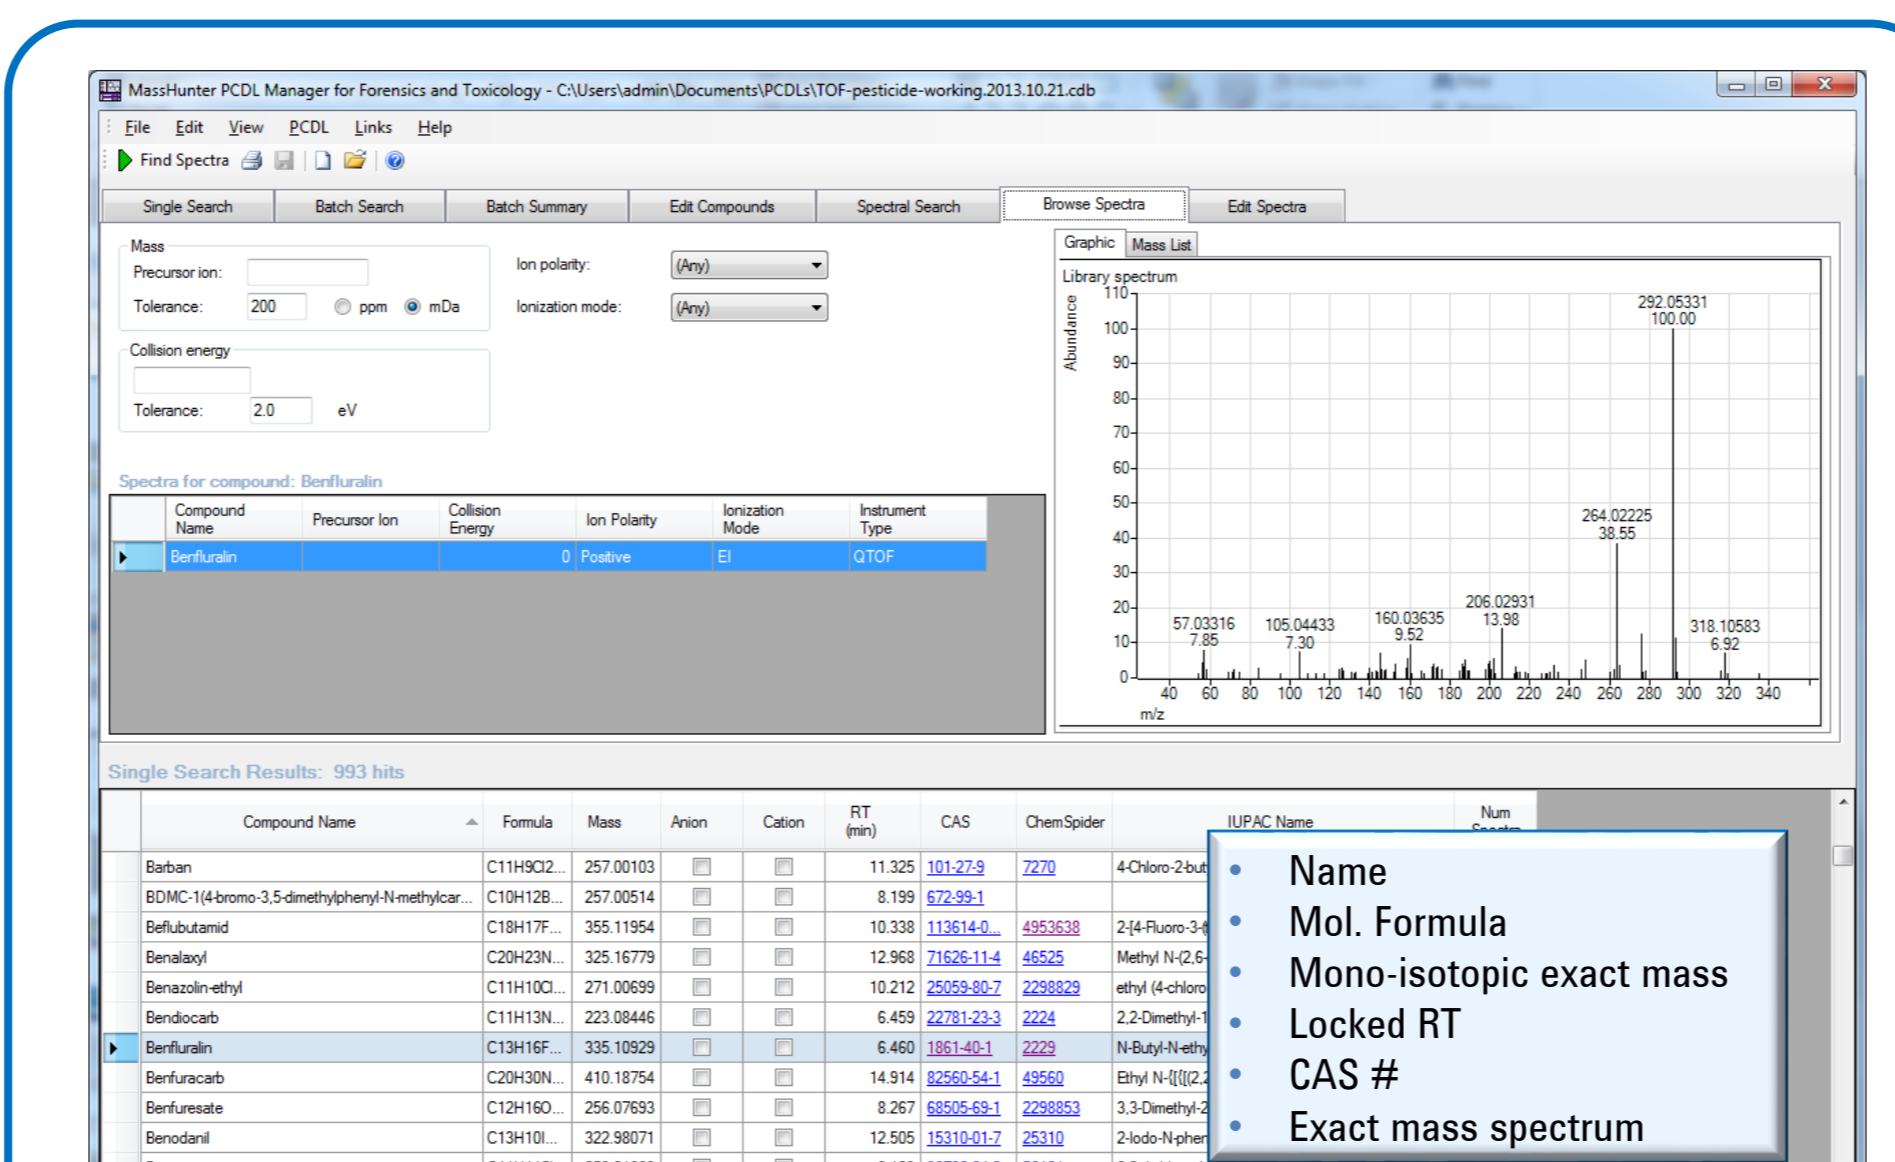 MassHunter PCDL Manager for Forensics and Toxicology - C:\Users\admin\Documents\PCDLs\TOF-pesticide-working.2013.10.21.cdb
File Edit View PCDL Links Help
Find Spectra
Single Search Batch Search Batch Summary Edit Compounds Spectral Search Browse Spectra Edit Spectra
Mass
Precursor ion:
Tolerance: 200 ppm mDa
Ion polarity: (Any)
Ionization mode: (Any)
Collision energy
Tolerance: 2.0 eV
Graphic Mass List
Library spectrum
Abundance
110
100
90
80
70
60
50
40
30
20
10
0
292.05331
100.00
264.02225
38.55
206.02931
13.98
57.03316
7.85
105.04433
7.30
160.03635
9.52
318.10583
6.92
40 60 80 100 120 140 160 180 200 220 240 260 280 300 320 340
m/z
Spectra for compound: Benfluralin
Compound Name Precursor Ion Collision Energy Ion Polarity Ionization Mode Instrument Type
Benfluralin 0 Positive EI QTOF
Single Search Results: 993 hits
Compound Name Formula Mass Anion Cation RT (min) CAS ChemSpider IUPAC Name Num
Barban C11H9Cl2... 257.00103 11.325 101-27-9 7270 4-Chloro-2-but
BDMC-1(4-bromo-3,5-dimethylphenyl-N-methylcar... C10H12B... 257.00514 8.199 672-99-1
Beflubutamid C18H17F... 355.11954 10.338 113614-0... 4953638 2-[4-Fluoro-3-(
Benalaxyl C20H23N... 325.16779 12.968 71626-11-4 46525 Methyl N-(2,6-
Benazolin-ethyl C11H10Cl... 271.00699 10.212 25059-80-7 2298829 ethyl (4-chloro
Bendiocarb C11H13N... 223.08446 6.459 22781-23-3 2224 2,2-Dimethyl-1
Benfluralin C13H16F... 335.10929 6.460 1861-40-1 2229 N-Butyl-N-ethy
Benfuracarb C20H30N... 410.18754 14.914 82560-54-1 49560 Ethyl N-{[{[(2,2
Benfuresate C12H16O... 256.07693 8.267 68505-69-1 2298853 3,3-Dimethyl-2
Benodanil C13H10I... 322.98071 12.505 15310-01-7 25310 2-Iodo-N-phen
• Name
• Mol. Formula
• Mono-isotopic exact mass
• Locked RT
• CAS #
• Exact mass spectrum